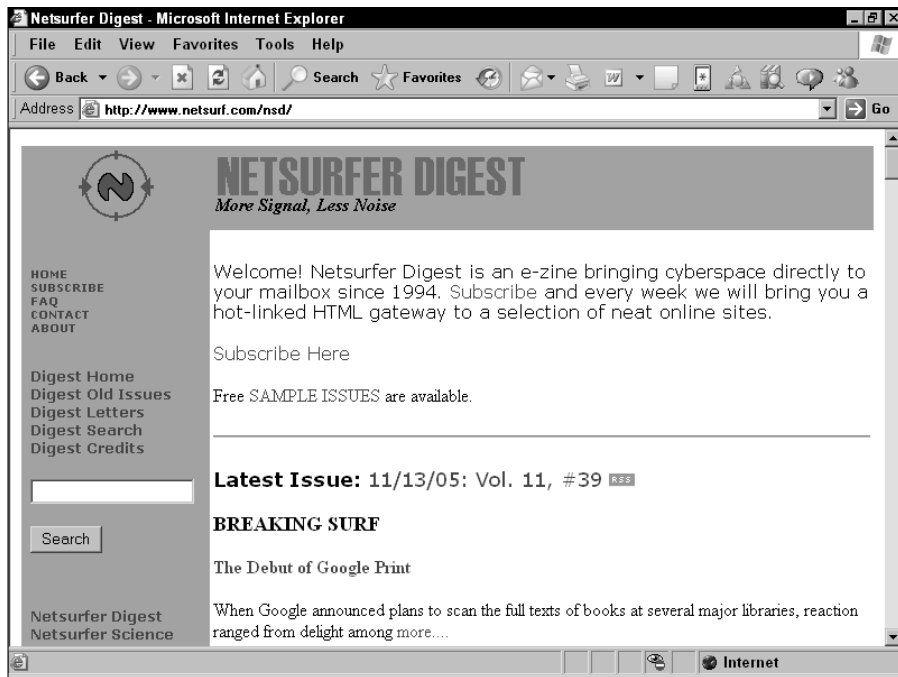 Netsurfer Digest - Microsoft Internet Explorer
File Edit View Favorites Tools Help
Back Search Favorites
Address http://www.netsurf.com/nsd/ Go
N NETSURFER DIGEST
More Signal, Less Noise
HOME
SUBSCRIBE
FAQ
CONTACT
ABOUT
Digest Home
Digest Old Issues
Digest Letters
Digest Search
Digest Credits
Search
Netsurfer Digest
Netsurfer Science
Welcome! Netsurfer Digest is an e-zine bringing cyberspace directly to
your mailbox since 1994. Subscribe and every week we will bring you a
hot-linked HTML gateway to a selection of neat online sites.
Subscribe Here
Free SAMPLE ISSUES are available.
Latest Issue: 11/13/05: Vol. 11, #39 RSS
BREAKING SURF
The Debut of Google Print
When Google announced plans to scan the full texts of books at several major libraries, reaction
ranged from delight among more....
Internet